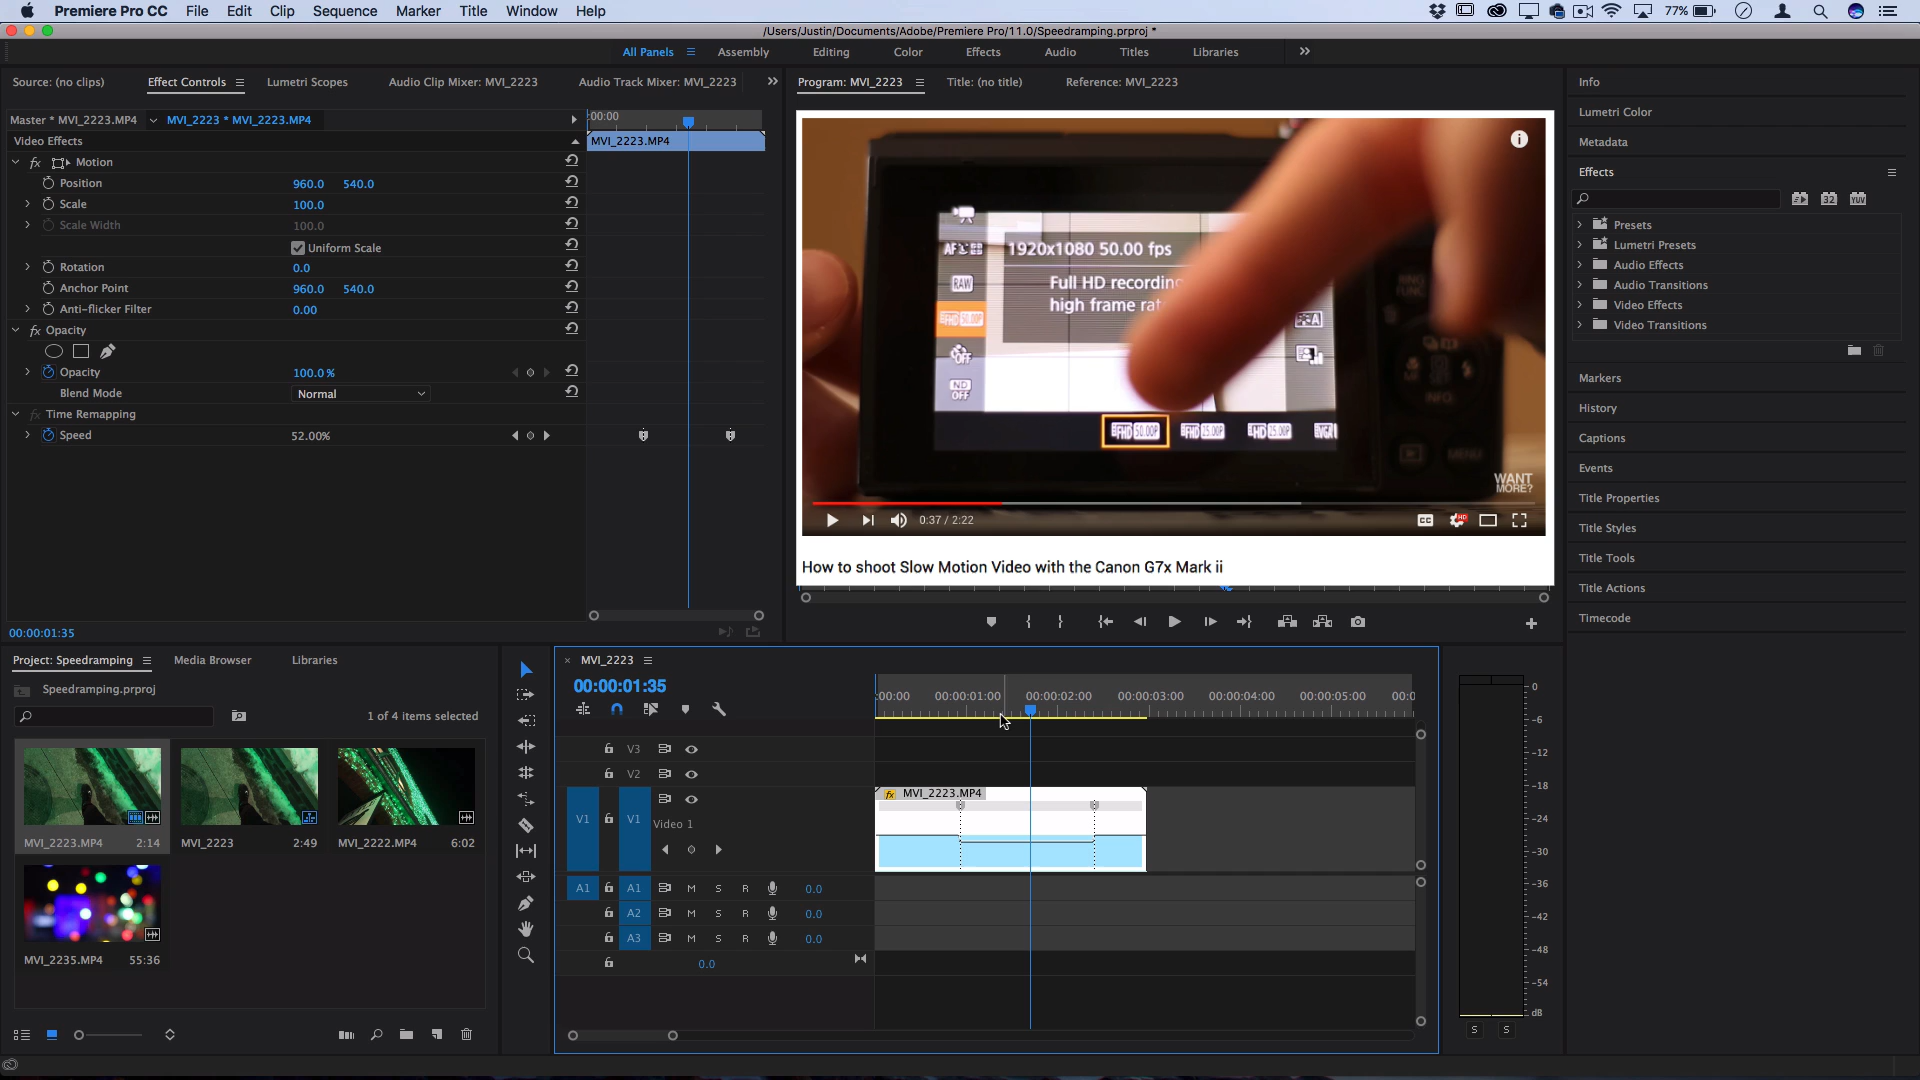 Premiere Pro CC File Edit Clip Sequence Marker Title Window Help 77%
/Users/Justin/Documents/Adobe/Premiere Pro/11.0/Speedramping.prproj *
All Panels Assembly Editing Color Effects Audio Titles Libraries
Source: (no clips) Effect Controls Lumetri Scopes Audio Clip Mixer: MVI_2223 Audio Track Mixer: MVI_2223
Master * MVI_2223.MP4 MVI_2223 * MVI_2223.MP4 :00:00
Video Effects MVI_2223.MP4
fx Motion
Position 960.0 540.0
Scale 100.0
Scale Width 100.0
Uniform Scale
Rotation 0.0
Anchor Point 960.0 540.0
Anti-flicker Filter 0.00
fx Opacity
Opacity 100.0 %
Blend Mode Normal
fx Time Remapping
Speed 52.00%
00:00:01:35
Program: MVI_2223 Title: (no title) Reference: MVI_2223
1920x1080 50.00 fps
Full HD recording
high frame rat
RAW
ND
OFF
WANT
MORE?
0:37 / 2:22
CC HD
How to shoot Slow Motion Video with the Canon G7x Mark ii
Info
Lumetri Color
Metadata
Effects
32 YUV
Presets
Lumetri Presets
Audio Effects
Audio Transitions
Video Effects
Video Transitions
Markers
History
Captions
Events
Title Properties
Title Styles
Title Tools
Title Actions
Timecode
Project: Speedramping Media Browser Libraries
Speedramping.prproj
1 of 4 items selected
MVI_2223.MP4 2:14 MVI_2223 2:49 MVI_2222.MP4 6:02
MVI_2235.MP4 55:36
MVI_2223
00:00:01:35
:00:00 00:00:01:00 00:00:02:00 00:00:03:00 00:00:04:00 00:00:05:00 00:0
V3
V2
V1 V1 Video 1
fx MVI_2223.MP4
A1 A1 M S R 0.0
A2 M S R 0.0
A3 M S R 0.0
0.0
0
-6
-12
-18
-24
-30
-36
-42
-48
-54
dB
S S